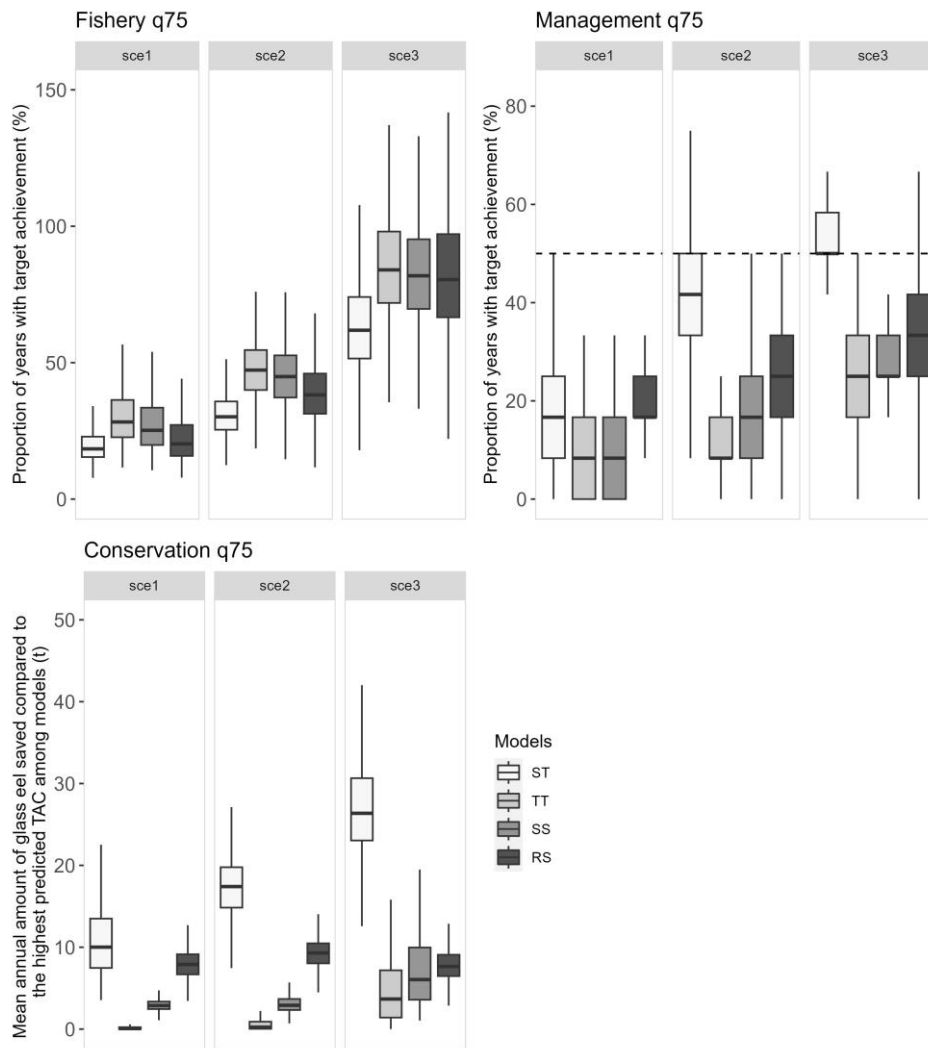 Fishery q75
sce1 sce2 sce3
Proportion of years with target achievement (%)
150
100
50
0
Management q75
sce1 sce2 sce3
Proportion of years with target achievement (%)
80
60
40
20
0
Conservation q75
sce1 sce2 sce3
Mean annual amount of glass eel saved compared to
the highest predicted TAC among models (t)
50
40
30
20
10
0
Models
ST
TT
SS
RS